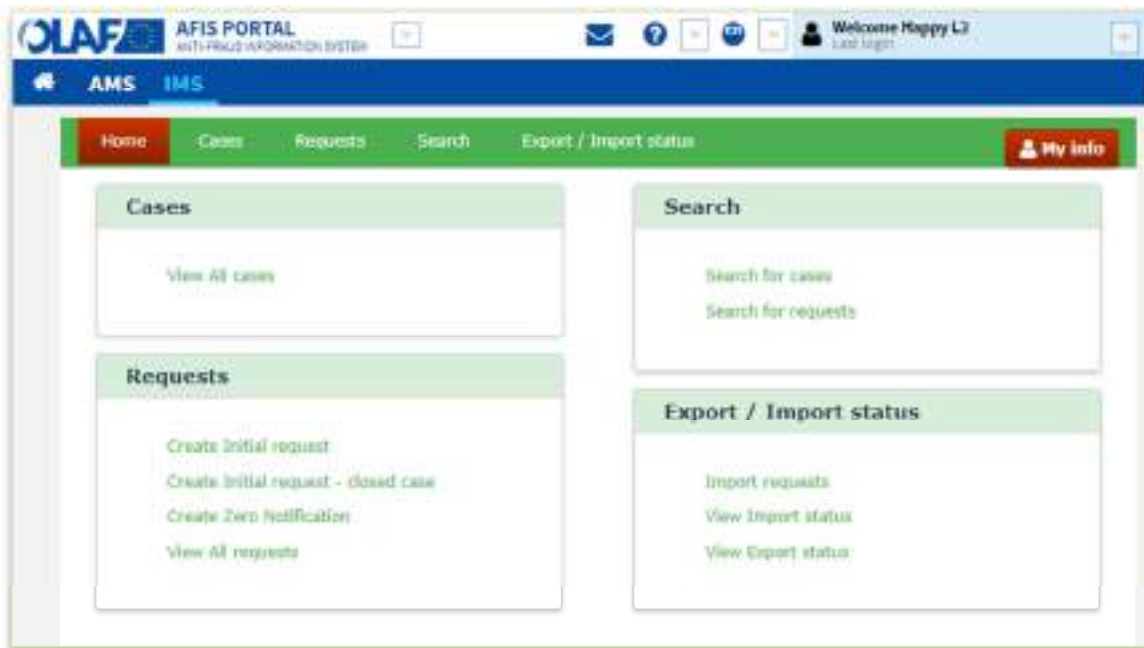 OLAF
AFIS PORTAL
ANTI-FRAUD INFORMATION SYSTEM
en
Welcome Happy L3
Last login
AMS IMS
Home Cases Requests Search Export / Import status
My info
Cases
View All cases
Requests
Create Initial request
Create Initial request - closed case
Create Zero Notification
View All requests
Search
Search for cases
Search for requests
Export / Import status
Import requests
View Import status
View Export status